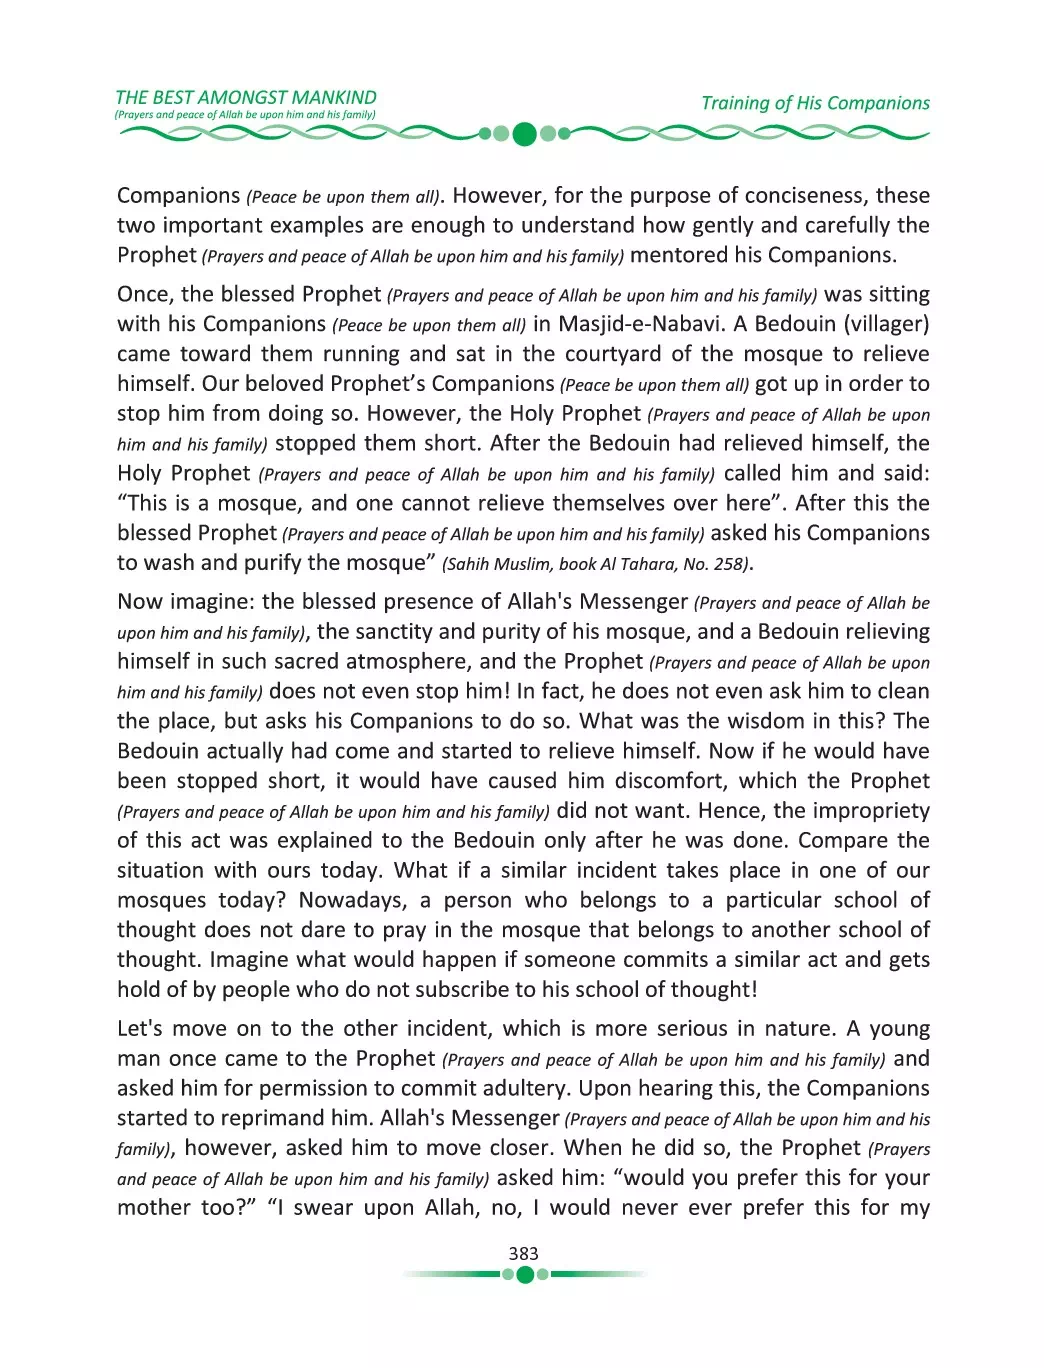 THE BEST AMONGST MANKIND
(Prayers and peace of Allah be upon him and his family)
Training of His Companions
Companions (Peace be upon them all). However, for the purpose of conciseness, these
two important examples are enough to understand how gently and carefully the
Prophet (Prayers and peace of Allah be upon him and his family) mentored his Companions.
Once, the blessed Prophet (Prayers and peace of Allah be upon him and his family) was sitting
with his Companions (Peace be upon them all) in Masjid-e-Nabavi. A Bedouin (villager)
came toward them running and sat in the courtyard of the mosque to relieve
himself. Our beloved Prophet’s Companions (Peace be upon them all) got up in order to
stop him from doing so. However, the Holy Prophet (Prayers and peace of Allah be upon
him and his family) stopped them short. After the Bedouin had relieved himself, the
Holy Prophet (Prayers and peace of Allah be upon him and his family) called him and said:
“This is a mosque, and one cannot relieve themselves over here”. After this the
blessed Prophet (Prayers and peace of Allah be upon him and his family) asked his Companions
to wash and purify the mosque” (Sahih Muslim, book Al Tahara, No. 258).
Now imagine: the blessed presence of Allah's Messenger (Prayers and peace of Allah be
upon him and his family), the sanctity and purity of his mosque, and a Bedouin relieving
himself in such sacred atmosphere, and the Prophet (Prayers and peace of Allah be upon
him and his family) does not even stop him! In fact, he does not even ask him to clean
the place, but asks his Companions to do so. What was the wisdom in this? The
Bedouin actually had come and started to relieve himself. Now if he would have
been stopped short, it would have caused him discomfort, which the Prophet
(Prayers and peace of Allah be upon him and his family) did not want. Hence, the impropriety
of this act was explained to the Bedouin only after he was done. Compare the
situation with ours today. What if a similar incident takes place in one of our
mosques today? Nowadays, a person who belongs to a particular school of
thought does not dare to pray in the mosque that belongs to another school of
thought. Imagine what would happen if someone commits a similar act and gets
hold of by people who do not subscribe to his school of thought!
Let's move on to the other incident, which is more serious in nature. A young
man once came to the Prophet (Prayers and peace of Allah be upon him and his family) and
asked him for permission to commit adultery. Upon hearing this, the Companions
started to reprimand him. Allah's Messenger (Prayers and peace of Allah be upon him and his
family), however, asked him to move closer. When he did so, the Prophet (Prayers
and peace of Allah be upon him and his family) asked him: “would you prefer this for your
mother too?” “I swear upon Allah, no, I would never ever prefer this for my
383